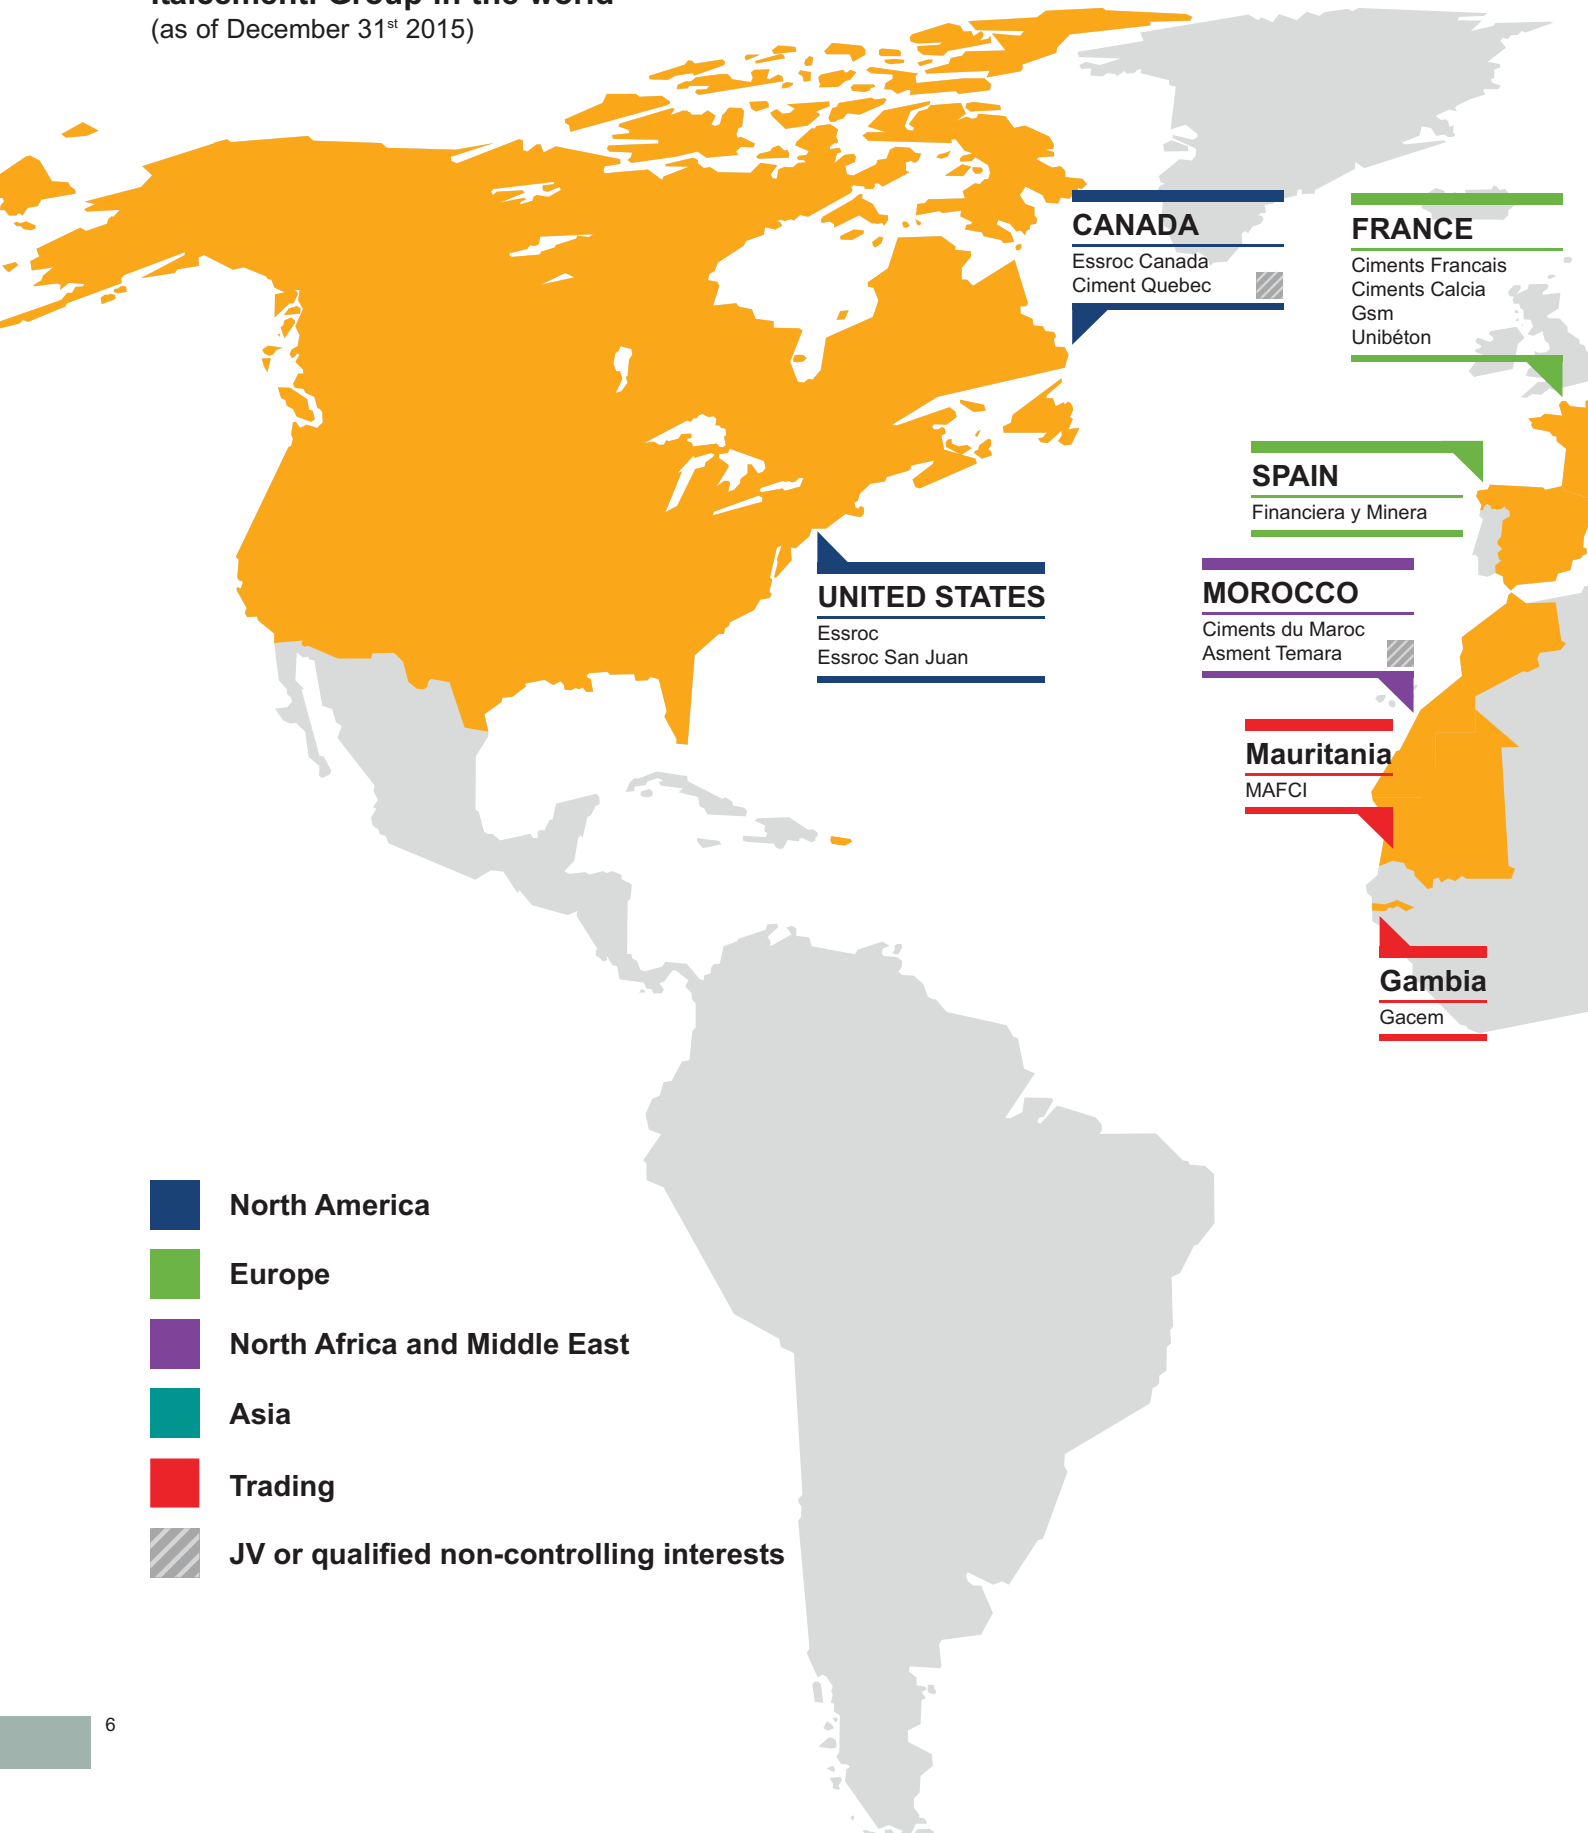 (as of December 31st 2015)
CANADA
Essroc Canada
Ciment Quebec
FRANCE
Ciments Francais
Ciments Calcia
Gsm
Unibéton
SPAIN
Financiera y Minera
UNITED STATES
Essroc
Essroc San Juan
MOROCCO
Ciments du Maroc
Asment Temara
Mauritania
MAFCI
Gambia
Gacem
North America
Europe
North Africa and Middle East
Asia
Trading
JV or qualified non-controlling interests
6